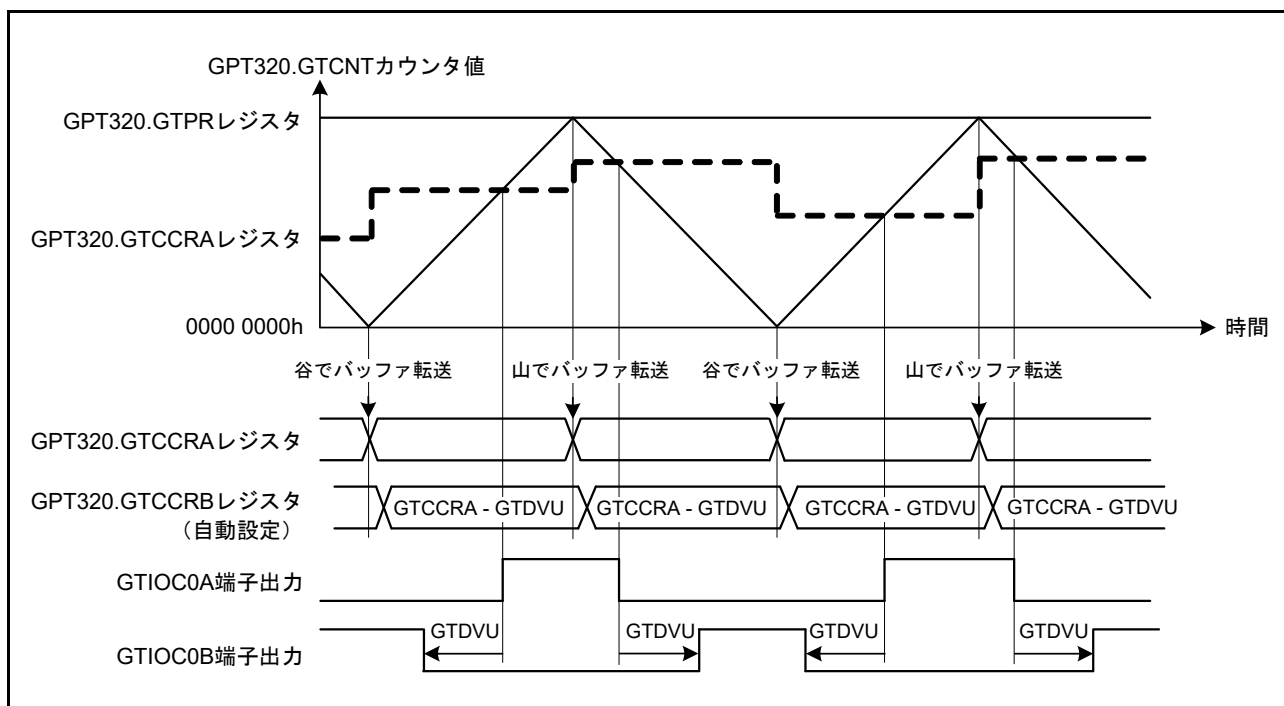 GPT320.GTCNTカウンタ値
GPT320.GTPRレジスタ
GPT320.GTCCRAレジスタ
0000 0000h
時間
谷でバッファ転送 山でバッファ転送 谷でバッファ転送 山でバッファ転送
GPT320.GTCCRAレジスタ
GPT320.GTCCRBレジスタ
（自動設定）
GTCCRA - GTDVU GTCCRA - GTDVU GTCCRA - GTDVU GTCCRA - GTDVU
GTIOC0A端子出力
GTIOC0B端子出力
GTDVU GTDVU GTDVU GTDVU